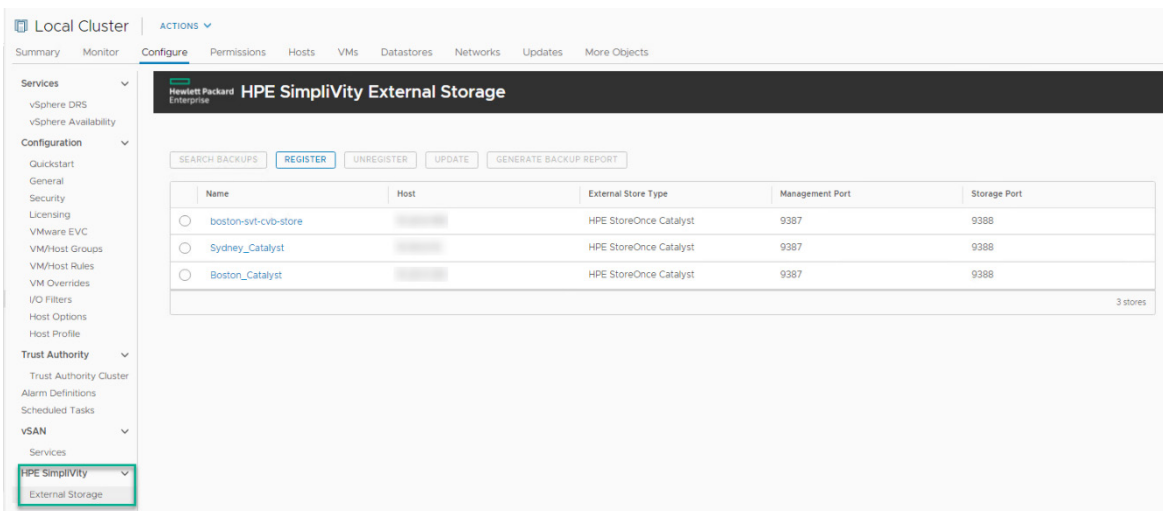 Local Cluster ACTIONS
Summary Monitor Configure Permissions Hosts VMs Datastores Networks Updates More Objects
Services
vSphere DRS
vSphere Availability
Configuration
Quickstart
General
Security
Licensing
VMware EVC
VM/Host Groups
VM/Host Rules
VM Overrides
I/O Filters
Host Options
Host Profile
Trust Authority
Trust Authority Cluster
Alarm Definitions
Scheduled Tasks
vSAN
Services
HPE SimpliVity
External Storage
Hewlett Packard
Enterprise
HPE SimpliVity External Storage
SEARCH BACKUPS REGISTER UNREGISTER UPDATE GENERATE BACKUP REPORT
Name Host External Store Type Management Port Storage Port
boston-svt-cvb-store HPE StoreOnce Catalyst 9387 9388
Sydney_Catalyst HPE StoreOnce Catalyst 9387 9388
Boston_Catalyst HPE StoreOnce Catalyst 9387 9388
3 stores